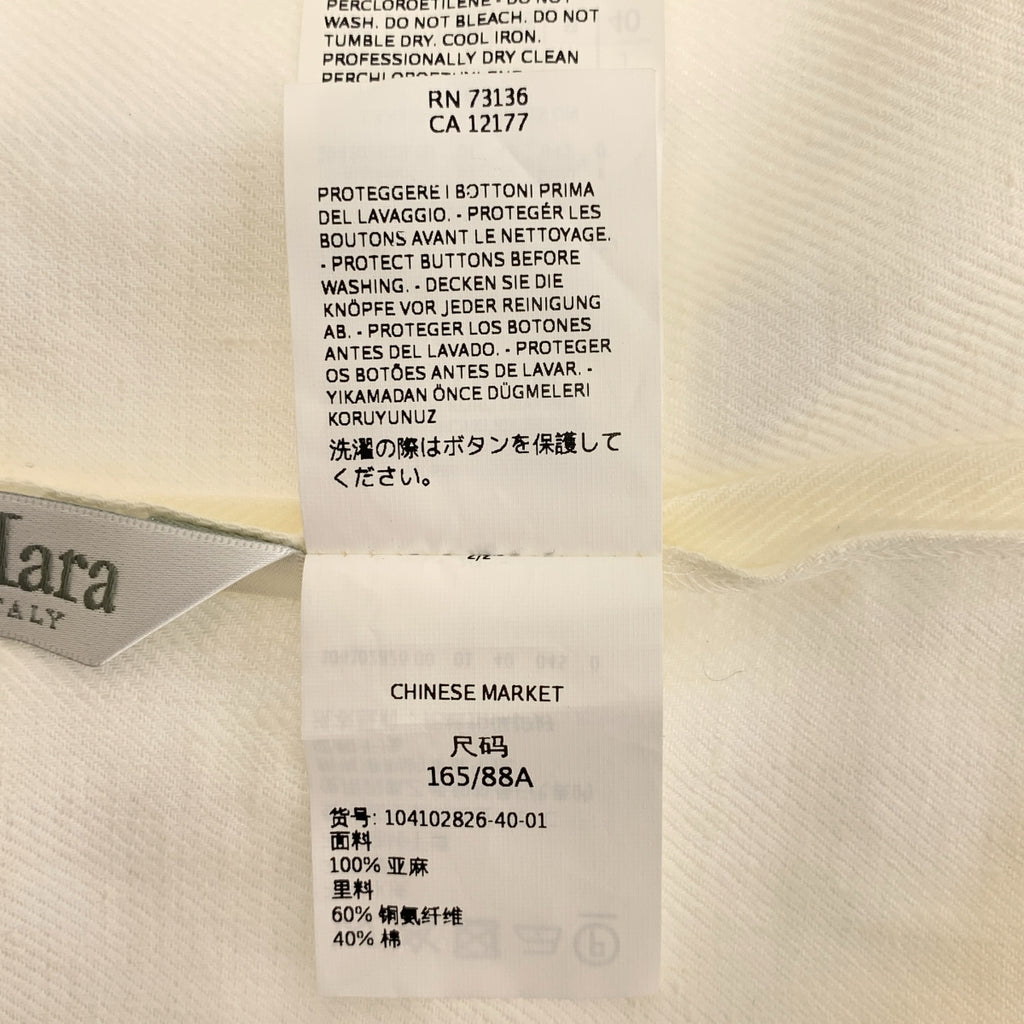 PERCLOROETILENE - DO NOT
WASH. DO NOT BLEACH. DO NOT
TUMBLE DRY. COOL IRON.
PROFESSIONALLY DRY CLEAN
PERCHLOROETHYLENE
40
RN 73136
CA 12177
PROTEGGERE I BOTTONI PRIMA
DEL LAVAGGIO. - PROTEGÉR LES
BOUTONS AVANT LE NETTOYAGE.
- PROTECT BUTTONS BEFORE
WASHING. - DECKEN SIE DIE
KNÖPFE VOR JEDER REINIGUNG
AB. - PROTEGER LOS BOTONES
ANTES DEL LAVADO. - PROTEGER
OS BOTÕES ANTES DE LAVAR. -
YIKAMADAN ÖNCE DÜGMELERI
KORUYUNUZ
洗濯の際はボタンを保護して
ください。
2/2
Mara
ITALY
CHINESE MARKET
尺码
165/88A
货号: 104102826-40-01
面料
100% 亚麻
里料
60% 铜氨纤维
40% 棉